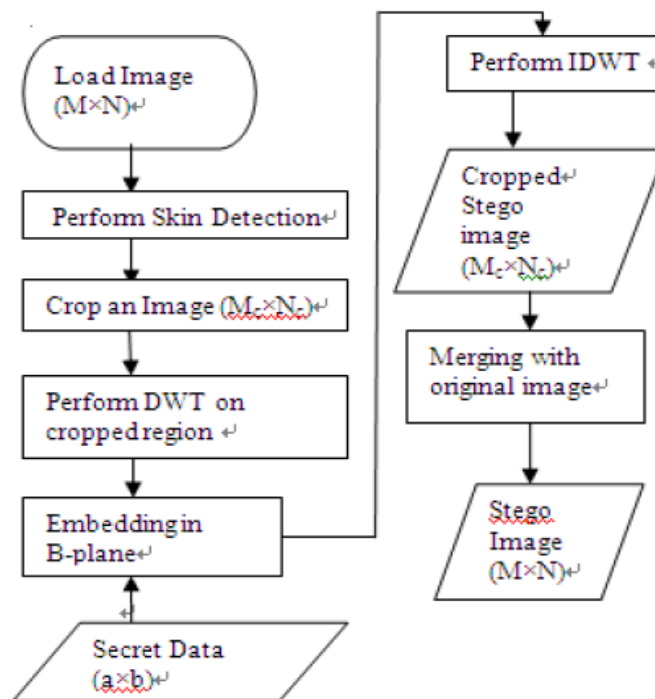 Load Image
(M×N)↵
Perform Skin Detection↵
Crop an Image (Mc×Nc)↵
Perform DWT on
cropped region ↵
Embedding in
B-plane↵
↵
Secret Data
(a×b)↵
Perform IDWT↵
Cropped↵
Stego
image
(Mc×Nc)↵
Merging with
original image↵
Stego
Image
(M×N)↵